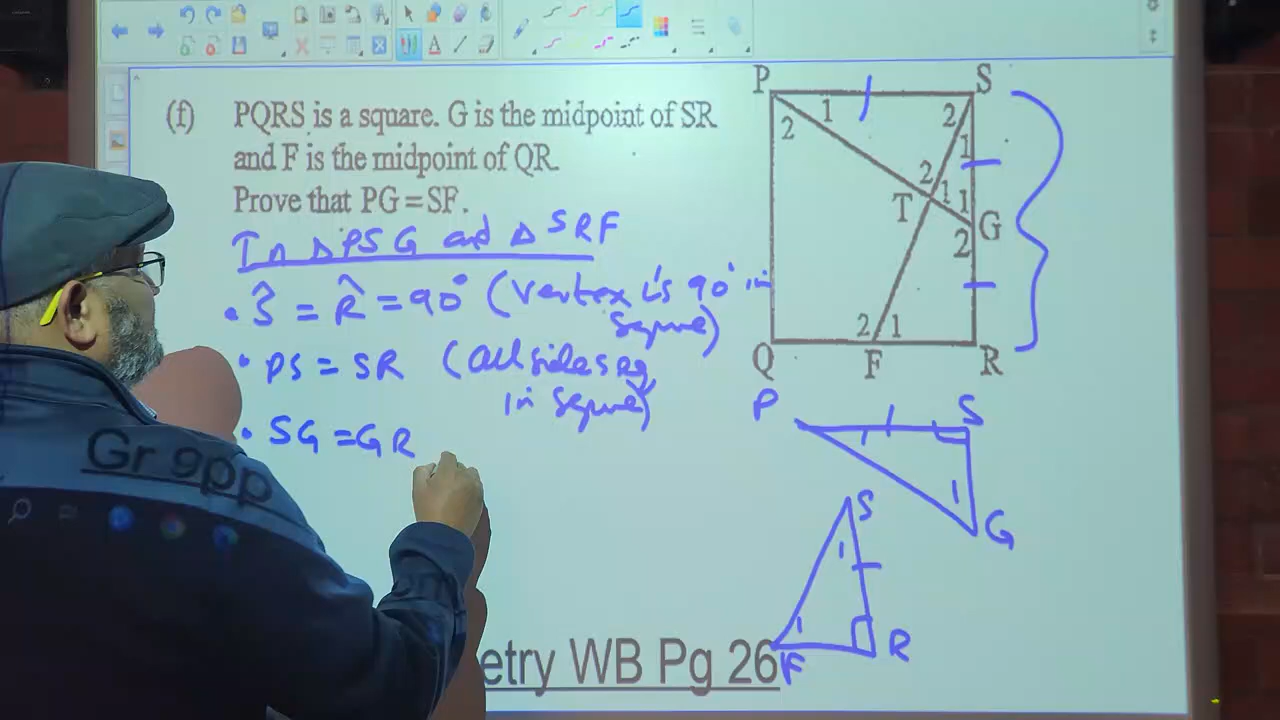 (f) PQRS is a square. G is the midpoint of SR
and F is the midpoint of QR.
Prove that PG = SF.
In △PSG and △SRF
• Ŝ = R̂ = 90° (vertex is 90° in
square)
• PS = SR (All sides eq
in square)
• SG = GR
P S
1 2
2 1
2
T 1 1
G
2
2 1
Q F R
P S
1
G
S
1
1
F R
Gr 9pp
etry WB Pg 26